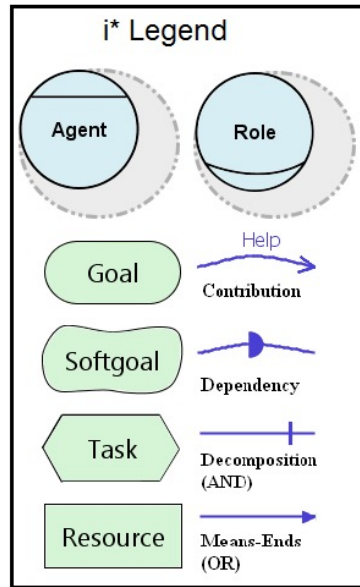 i* Legend
Agent
Role
Goal
Help
Contribution
Softgoal
Dependency
Task
Decomposition
(AND)
Resource
Means-Ends
(OR)